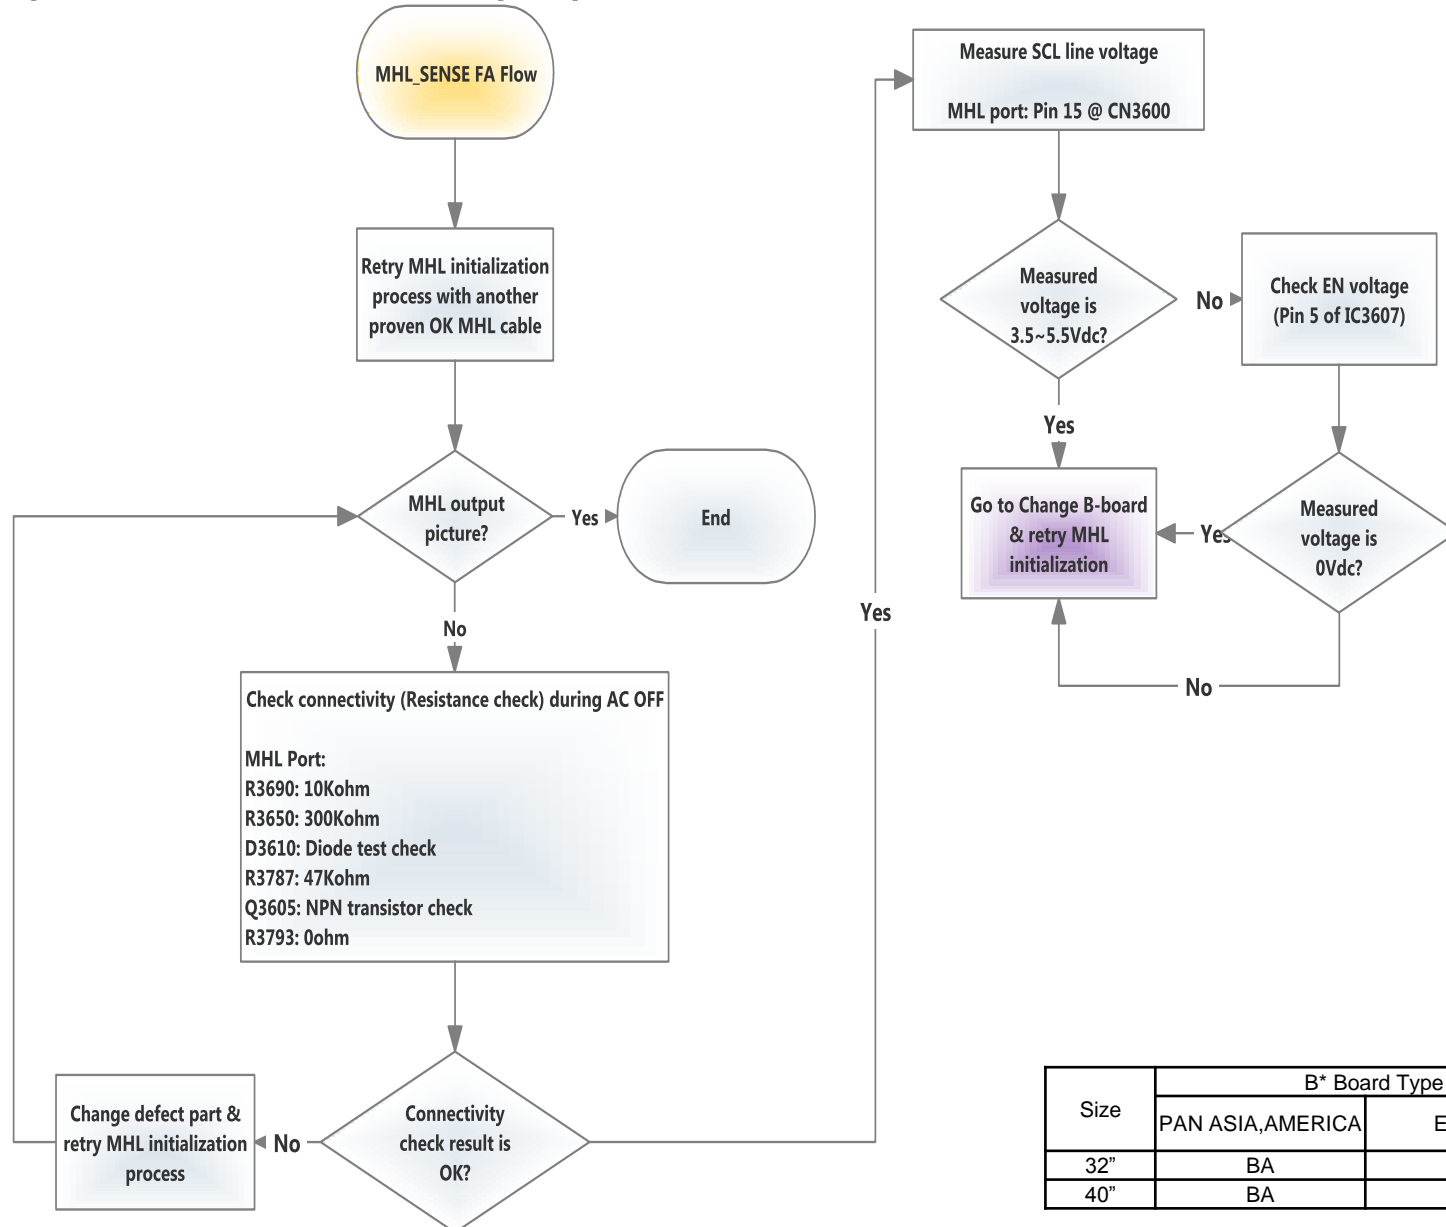 MHL_SENSE FA Flow
Retry MHL initialization
process with another
proven OK MHL cable
MHL output
picture?
Yes
End
No
Check connectivity (Resistance check) during AC OFF
MHL Port:
R3690: 10Kohm
R3650: 300Kohm
D3610: Diode test check
R3787: 47Kohm
Q3605: NPN transistor check
R3793: 0ohm
Connectivity
check result is
OK?
No
Change defect part &
retry MHL initialization
process
Yes
Measure SCL line voltage
MHL port: Pin 15 @ CN3600
Measured
voltage is
3.5~5.5Vdc?
No
Check EN voltage
(Pin 5 of IC3607)
Yes
Go to Change B-board
& retry MHL
initialization
Yes
Measured
voltage is
0Vdc?
No
Size
B* Board Type
PAN ASIA,AMERICA
E
32”
BA
40”
BA